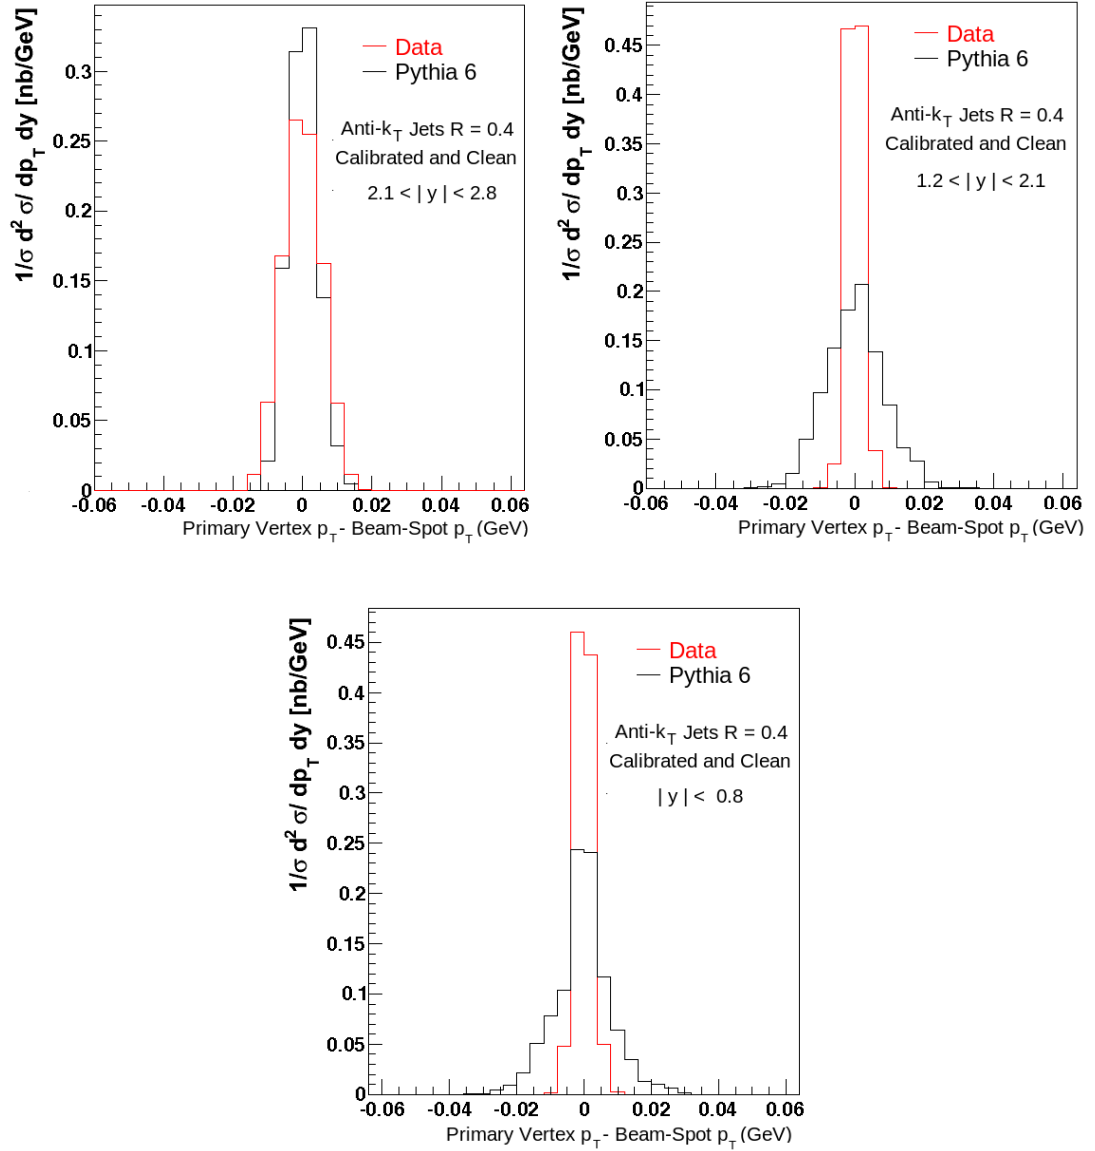 1/σ d² σ/ dp_T dy [nb/GeV]
0.3
0.25
0.2
0.15
0.1
0.05
0
Data
Pythia 6
Anti-k_T Jets R = 0.4
Calibrated and Clean
2.1 < | y | < 2.8
-0.06 -0.04 -0.02 0 0.02 0.04 0.06
Primary Vertex p_T - Beam-Spot p_T (GeV)
1/σ d² σ/ dp_T dy [nb/GeV]
0.45
0.4
0.35
0.3
0.25
0.2
0.15
0.1
0.05
0
Data
Pythia 6
Anti-k_T Jets R = 0.4
Calibrated and Clean
1.2 < | y | < 2.1
-0.06 -0.04 -0.02 0 0.02 0.04 0.06
Primary Vertex p_T - Beam-Spot p_T (GeV)
1/σ d² σ/ dp_T dy [nb/GeV]
0.45
0.4
0.35
0.3
0.25
0.2
0.15
0.1
0.05
0
Data
Pythia 6
Anti-k_T Jets R = 0.4
Calibrated and Clean
| y | < 0.8
-0.06 -0.04 -0.02 0 0.02 0.04 0.06
Primary Vertex p_T - Beam-Spot p_T (GeV)